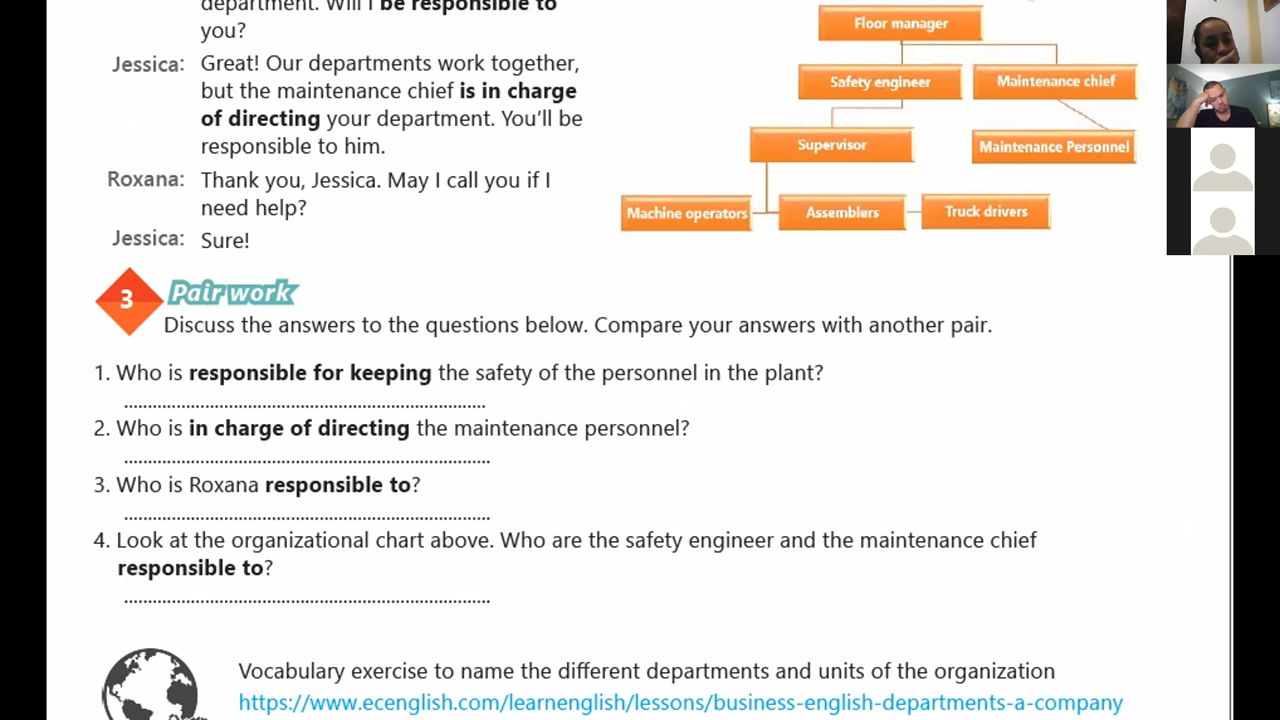 department. Will I be responsible to
you?
Jessica: Great! Our departments work together,
but the maintenance chief is in charge
of directing your department. You'll be
responsible to him.
Roxana: Thank you, Jessica. May I call you if I
need help?
Jessica: Sure!
Floor manager
Safety engineer
Maintenance chief
Supervisor
Maintenance Personnel
Machine operators
Assemblers
Truck drivers
3 Pair work
Discuss the answers to the questions below. Compare your answers with another pair.
1. Who is responsible for keeping the safety of the personnel in the plant?
............................................................................
2. Who is in charge of directing the maintenance personnel?
.............................................................................
3. Who is Roxana responsible to?
.............................................................................
4. Look at the organizational chart above. Who are the safety engineer and the maintenance chief
responsible to?
.............................................................................
Vocabulary exercise to name the different departments and units of the organization
https://www.ecenglish.com/learnenglish/lessons/business-english-departments-a-company